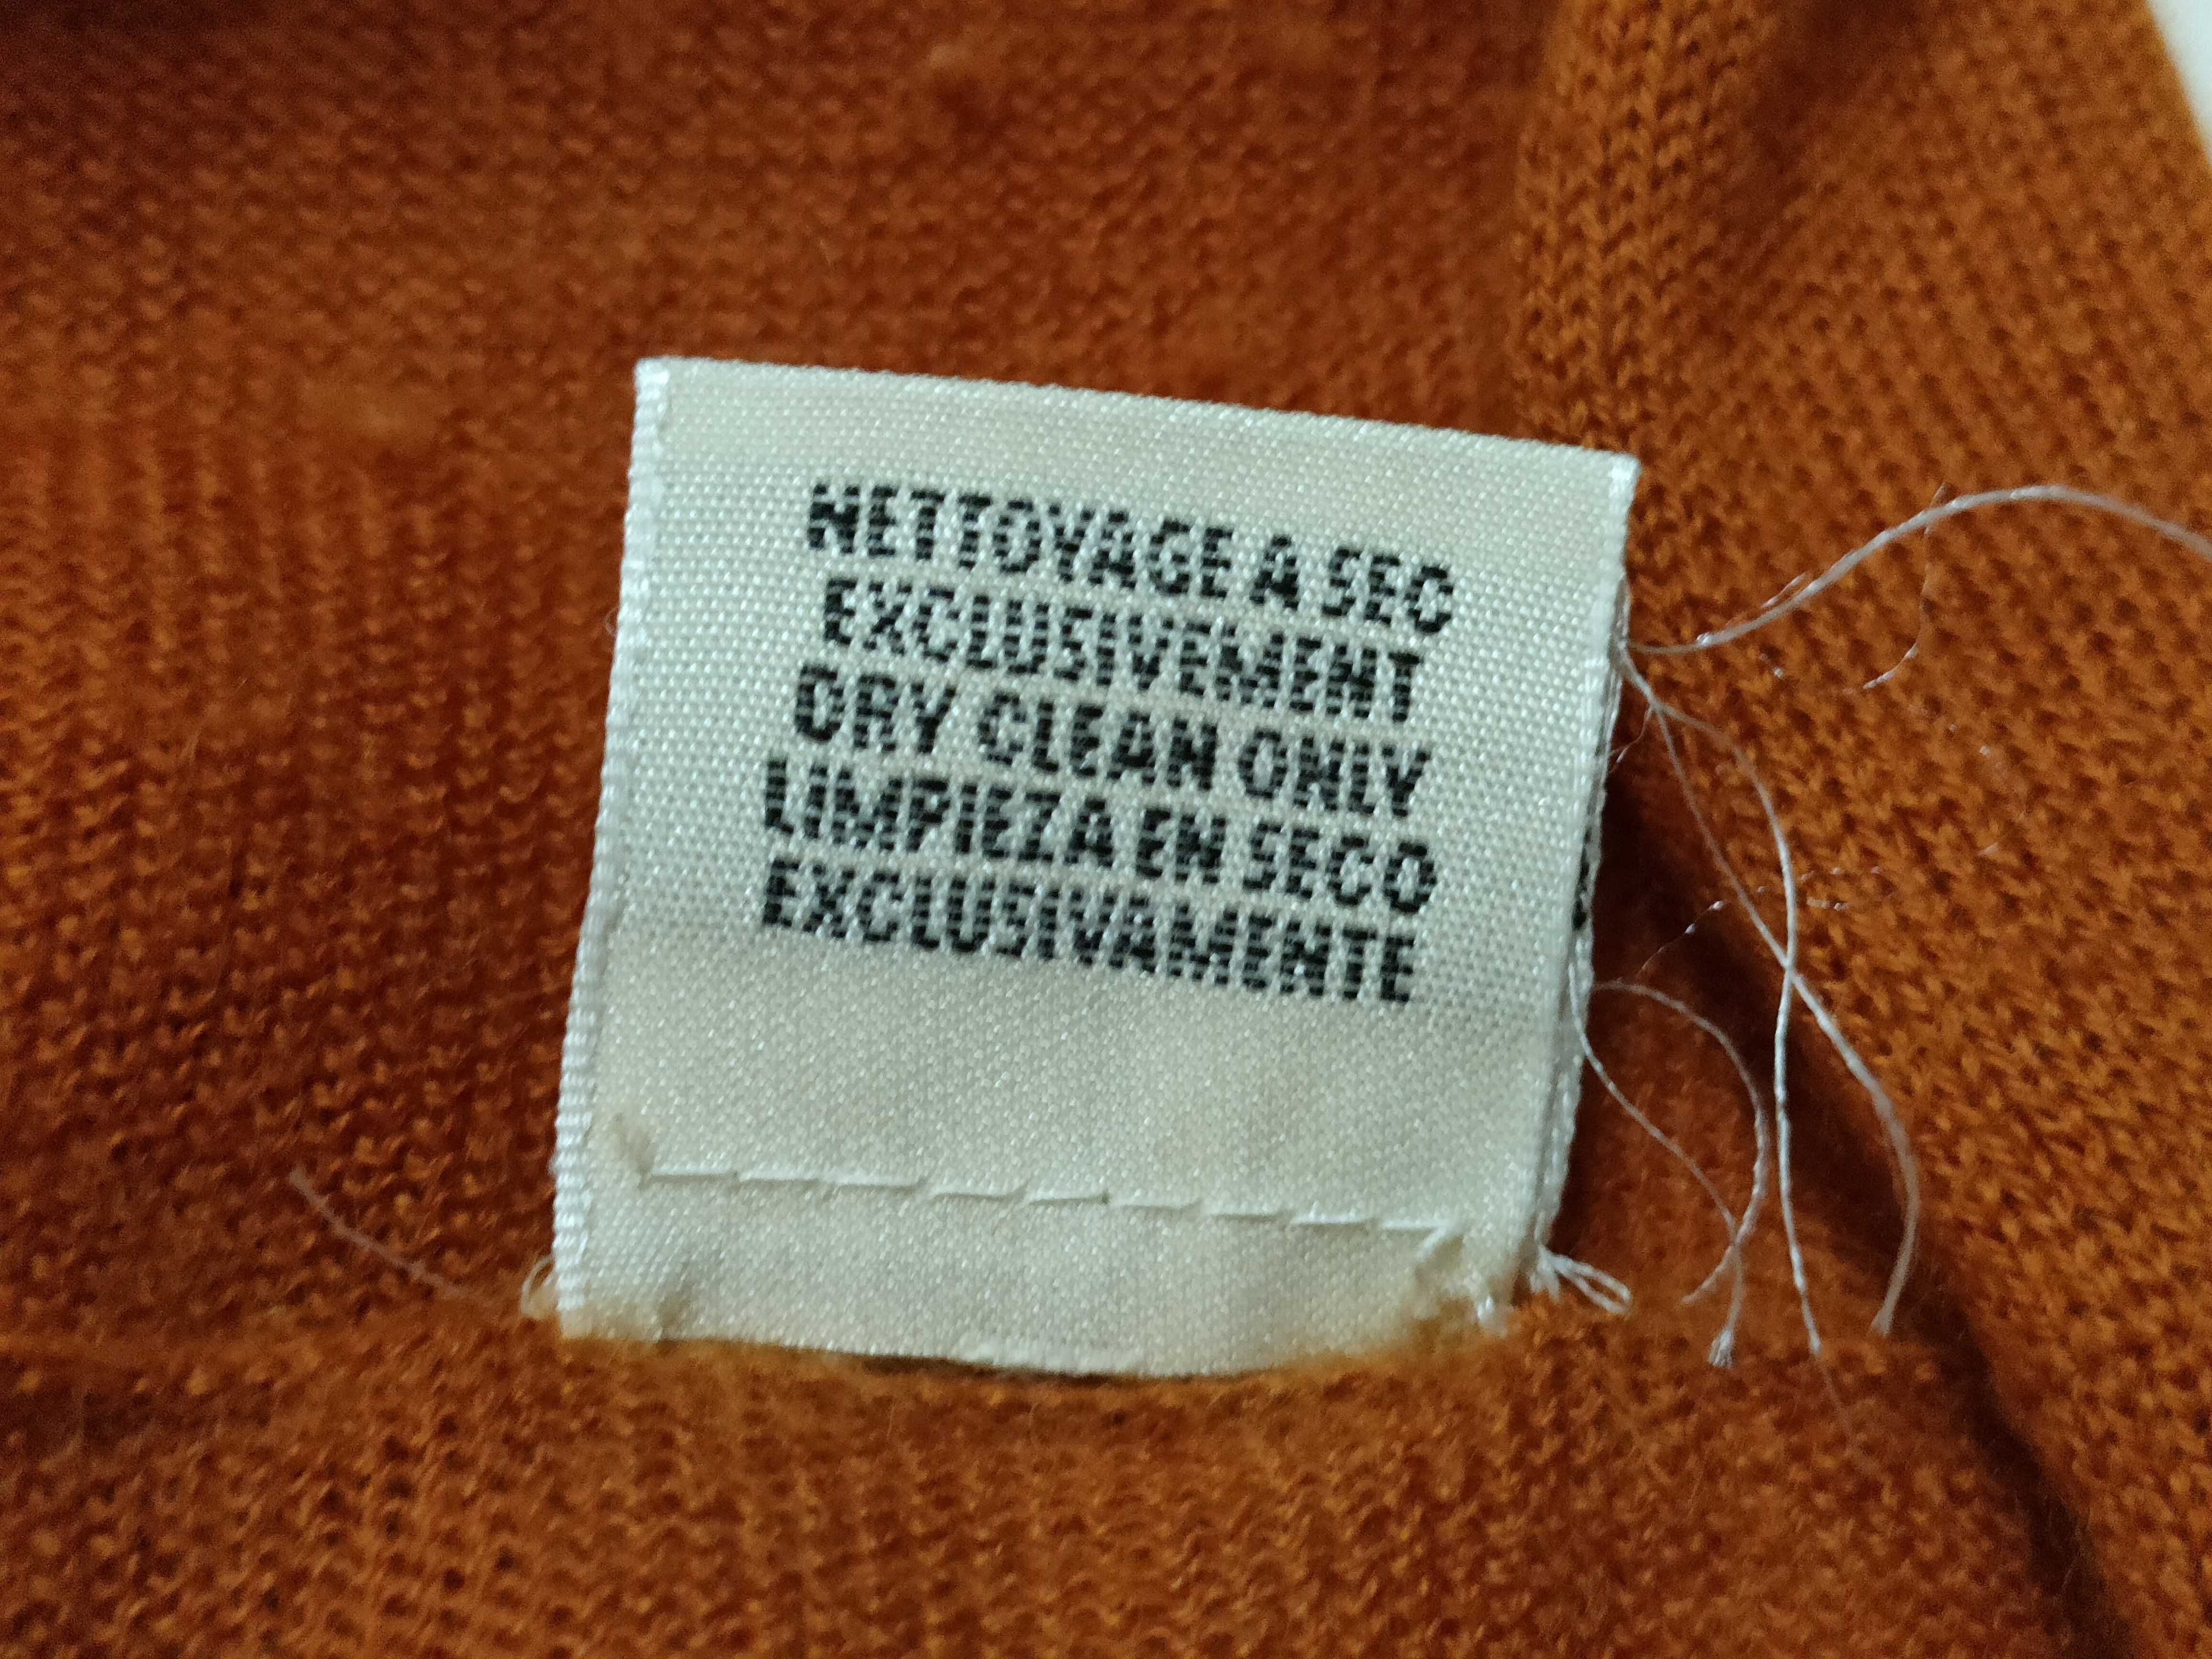 NETTOYAGE A SEC
EXCLUSIVEMENT
DRY CLEAN ONLY
LIMPIEZA EN SECO
EXCLUSIVAMENTE